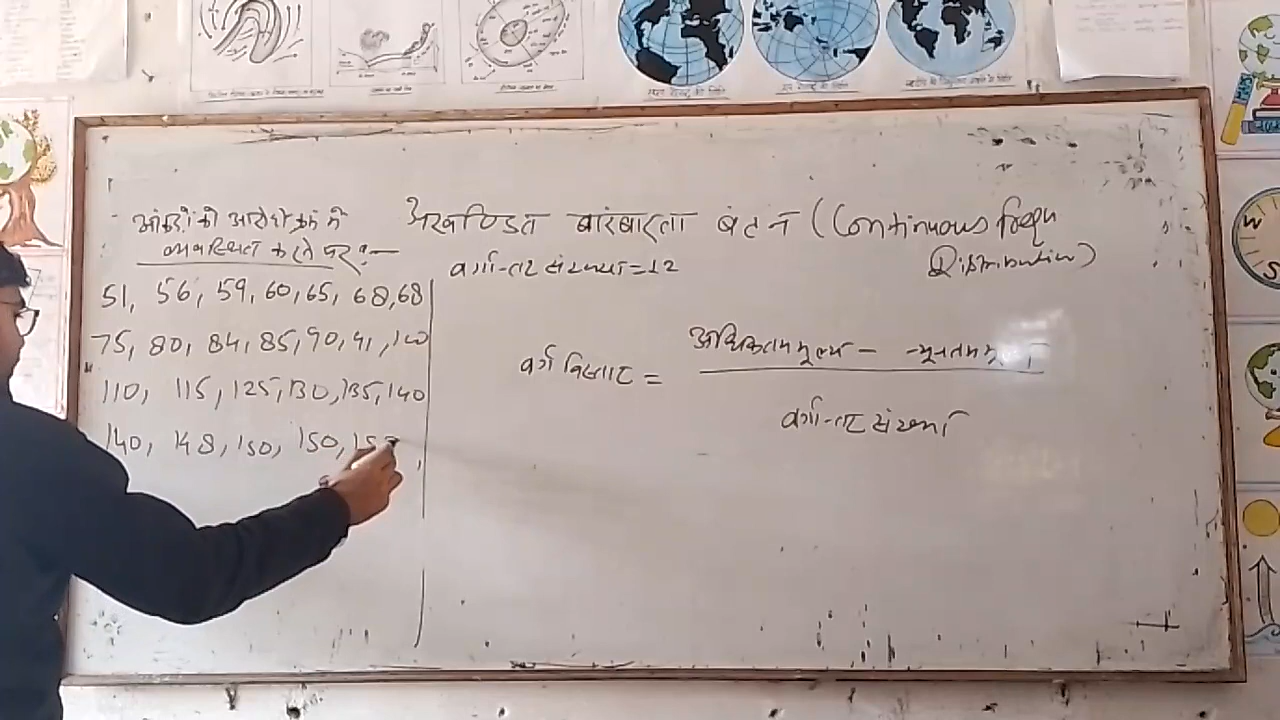 आंकड़ों को आरोही क्रम में
व्यवस्थित करने पर :-
51, 56, 59, 60, 65, 68, 68
75, 80, 84, 85, 90, 91, 100
110, 115, 125, 130, 135, 140
140, 148, 150, 150,
अखण्डित बारंबारता बंटन (Continuous frequ
Distribution)
वर्गान्तर संख्या = 12
वर्ग विस्तार =
अधिकतम मूल्य - न्यूनतम मूल्य
वर्गान्तर संख्या
W
S